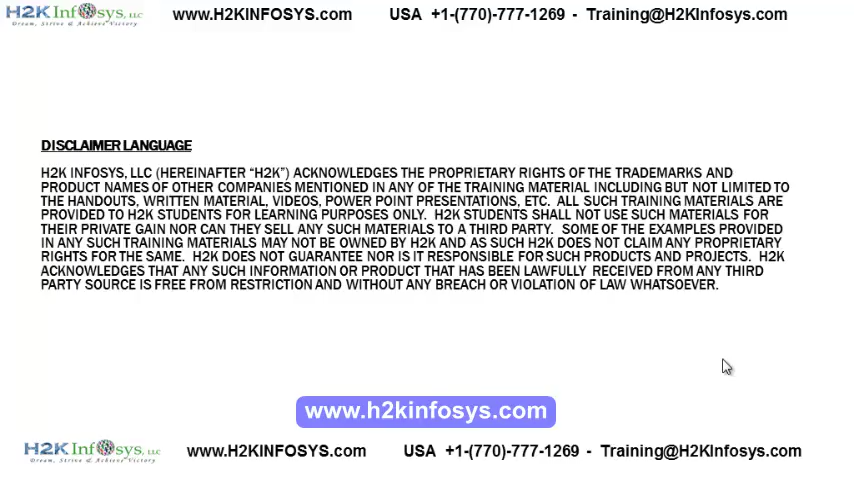 H2K InfoSys, LLC www.H2KINFOSYS.com USA +1-(770)-777-1269 - Training@H2KInfosys.com
Dream, Strive & Achieve Victory
DISCLAIMER LANGUAGE
H2K INFOSYS, LLC (HEREINAFTER “H2K”) ACKNOWLEDGES THE PROPRIETARY RIGHTS OF THE TRADEMARKS AND
PRODUCT NAMES OF OTHER COMPANIES MENTIONED IN ANY OF THE TRAINING MATERIAL INCLUDING BUT NOT LIMITED TO
THE HANDOUTS, WRITTEN MATERIAL, VIDEOS, POWER POINT PRESENTATIONS, ETC. ALL SUCH TRAINING MATERIALS ARE
PROVIDED TO H2K STUDENTS FOR LEARNING PURPOSES ONLY. H2K STUDENTS SHALL NOT USE SUCH MATERIALS FOR
THEIR PRIVATE GAIN NOR CAN THEY SELL ANY SUCH MATERIALS TO A THIRD PARTY. SOME OF THE EXAMPLES PROVIDED
IN ANY SUCH TRAINING MATERIALS MAY NOT BE OWNED BY H2K AND AS SUCH H2K DOES NOT CLAIM ANY PROPRIETARY
RIGHTS FOR THE SAME. H2K DOES NOT GUARANTEE NOR IS IT RESPONSIBLE FOR SUCH PRODUCTS AND PROJECTS. H2K
ACKNOWLEDGES THAT ANY SUCH INFORMATION OR PRODUCT THAT HAS BEEN LAWFULLY RECEIVED FROM ANY THIRD
PARTY SOURCE IS FREE FROM RESTRICTION AND WITHOUT ANY BREACH OR VIOLATION OF LAW WHATSOEVER.
www.h2kinfosys.com
H2K InfoSys, LLC www.H2KINFOSYS.com USA +1-(770)-777-1269 - Training@H2KInfosys.com
Dream, Strive & Achieve Victory